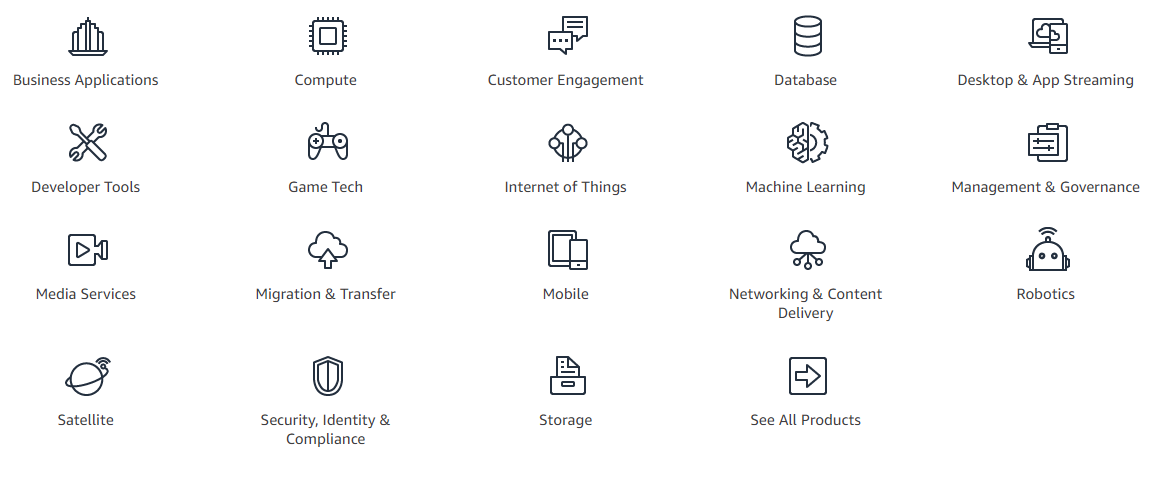 Business Applications
Compute
Customer Engagement
Database
Desktop & App Streaming
Developer Tools
Game Tech
Internet of Things
Machine Learning
Management & Governance
Media Services
Migration & Transfer
Mobile
Networking & Content
Delivery
Robotics
Satellite
Security, Identity &
Compliance
Storage
See All Products